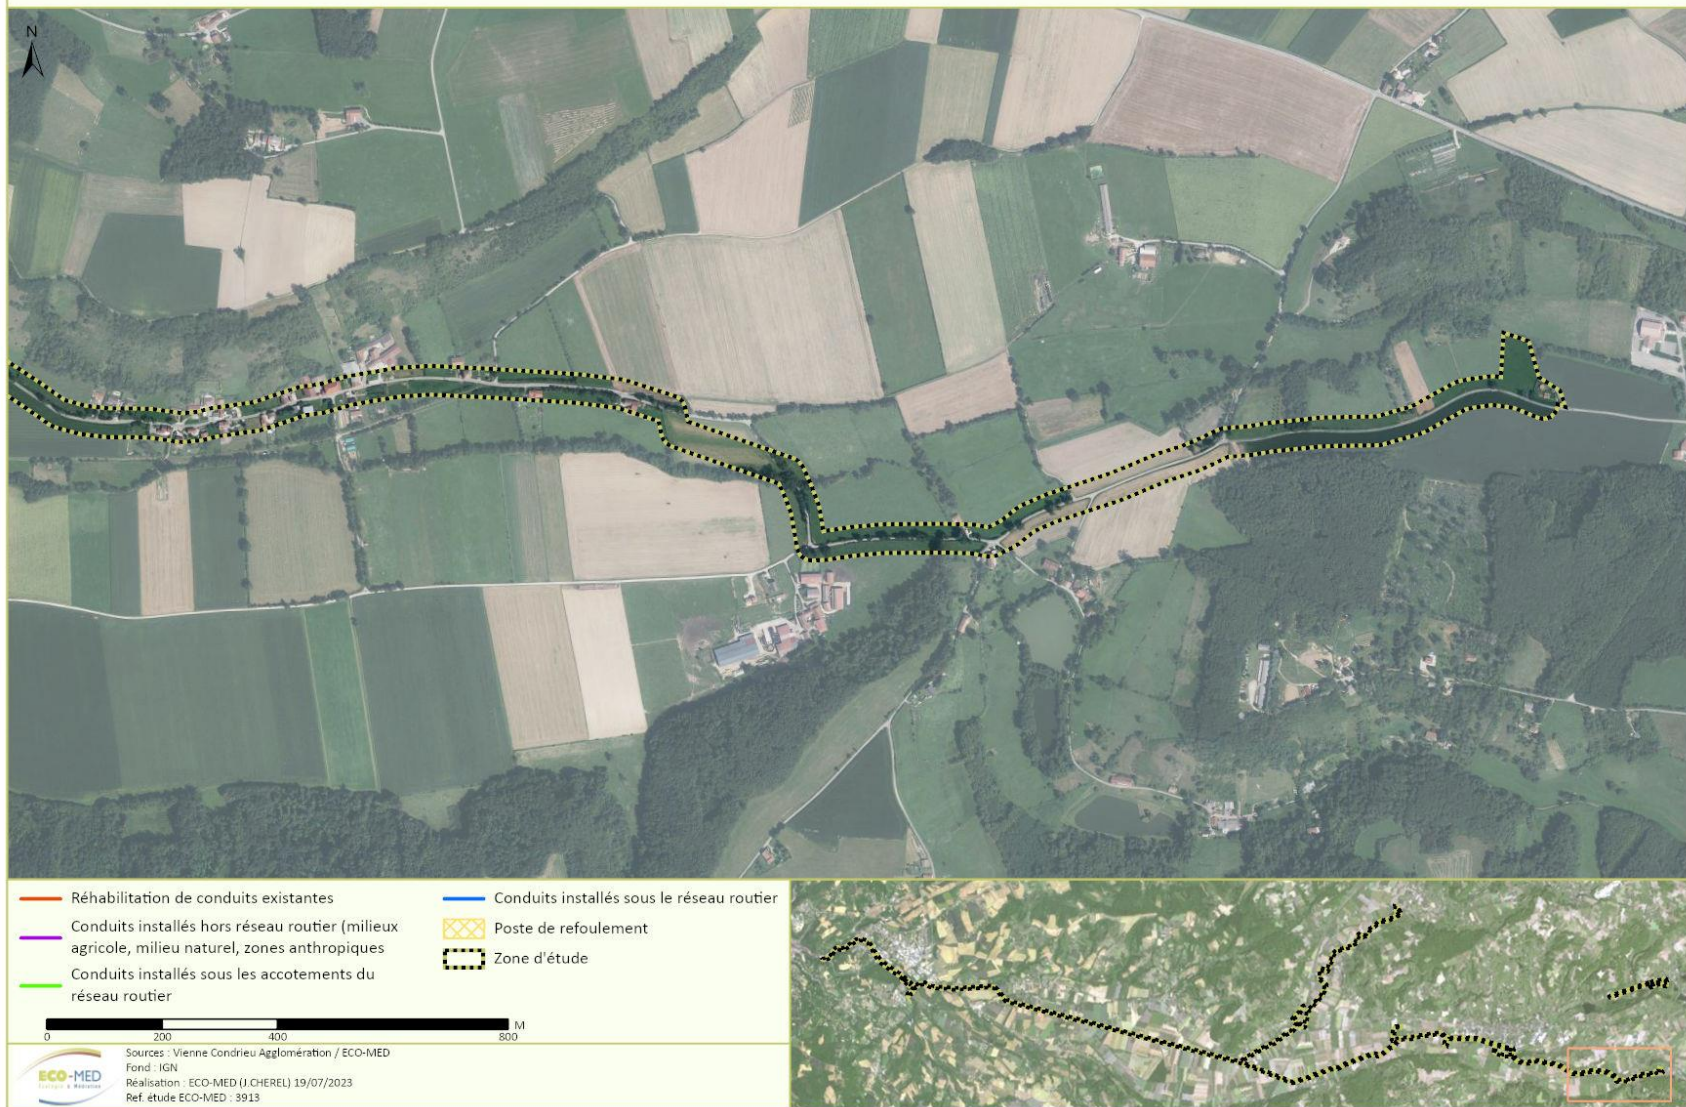 N
Réhabilitation de conduits existantes
Conduits installés hors réseau routier (milieux
agricole, milieu naturel, zones anthropiques
Conduits installés sous les accotements du
réseau routier
Conduits installés sous le réseau routier
Poste de refoulement
Zone d'étude
0 200 400 800 M
ECO-MED
Ecologie & Médiation
Sources : Vienne Condrieu Agglomération / ECO-MED
Fond : IGN
Réalisation : ECO-MED (J.CHEREL) 19/07/2023
Ref. étude ECO-MED : 3913